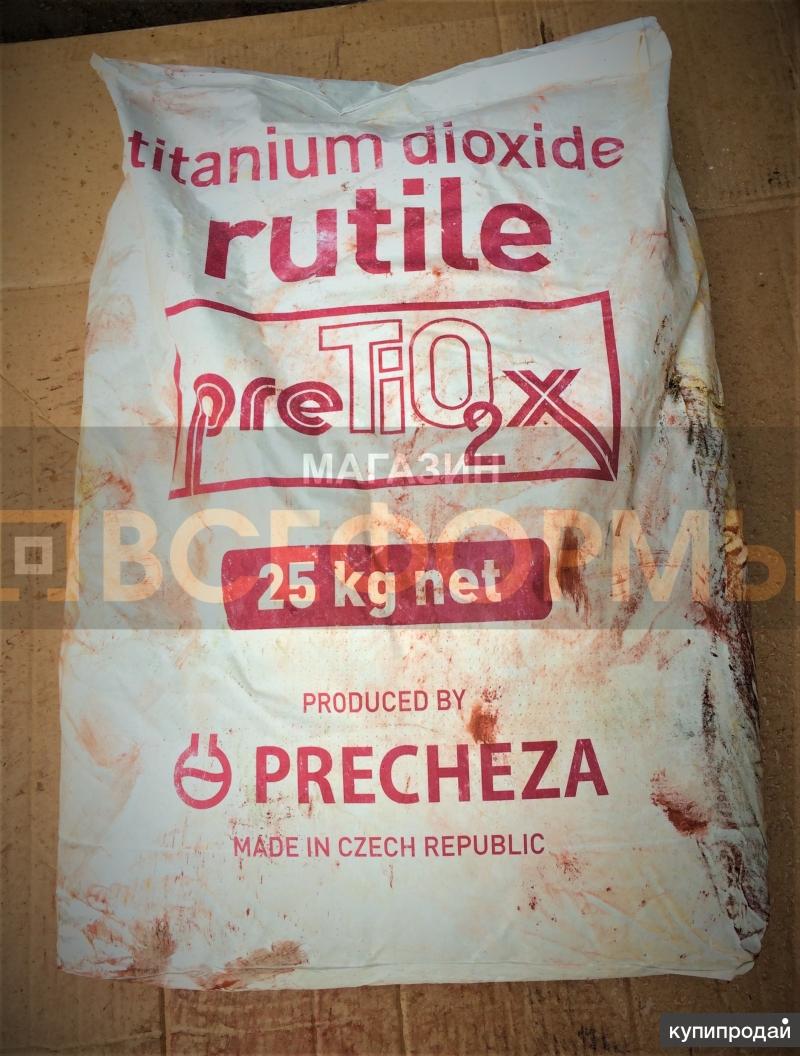 titanium dioxide
rutile
preTiO2x
МАГАЗИН
ВСЕФОРМЫ
25 kg net
PRODUCED BY
PRECHEZA
MADE IN CZECH REPUBLIC
купипродай